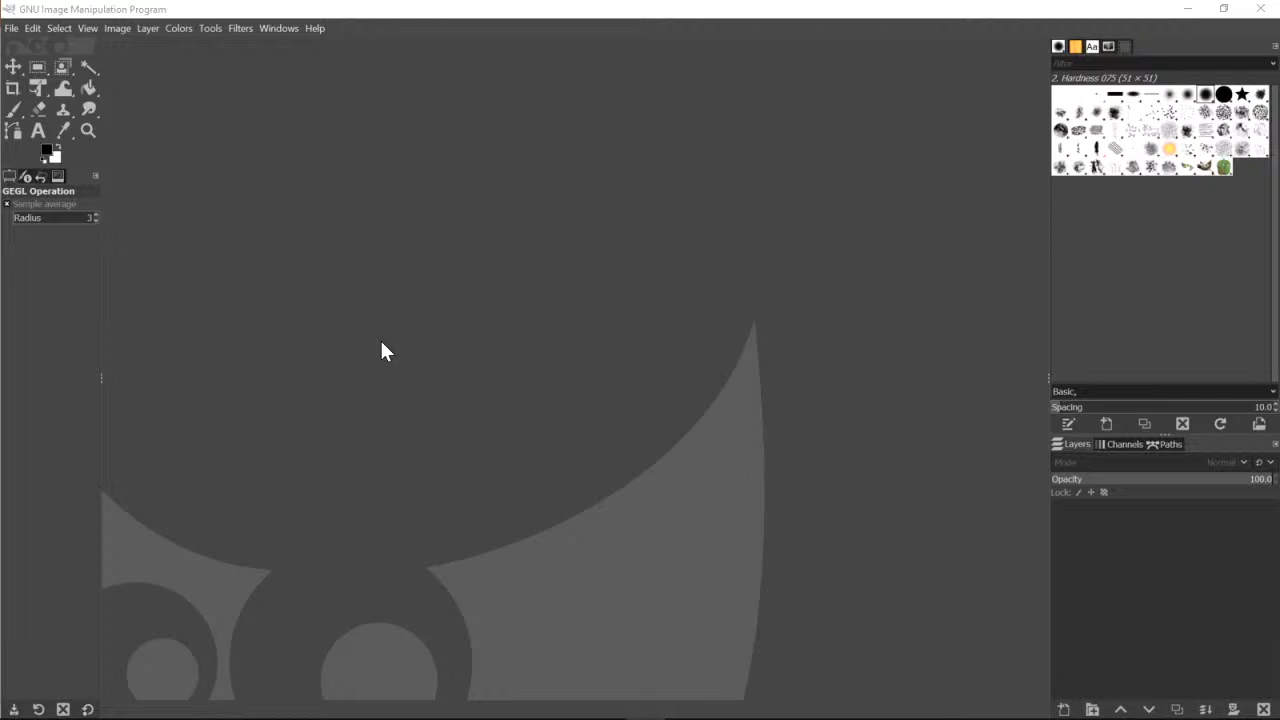 GNU Image Manipulation Program
File Edit Select View Image Layer Colors Tools Filters Windows Help
Filter
Aa
2. Hardness 075 (51 × 51)
GEGL Operation
Sample average
Radius 3
Basic,
Spacing 10.0
Layers Channels Paths
Mode Normal
Opacity 100.0
Lock: